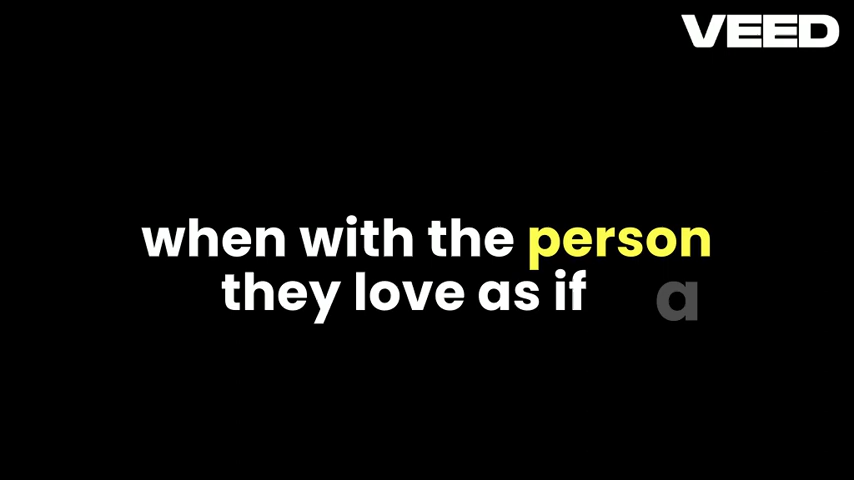 VEED
when with the person
they love as if a